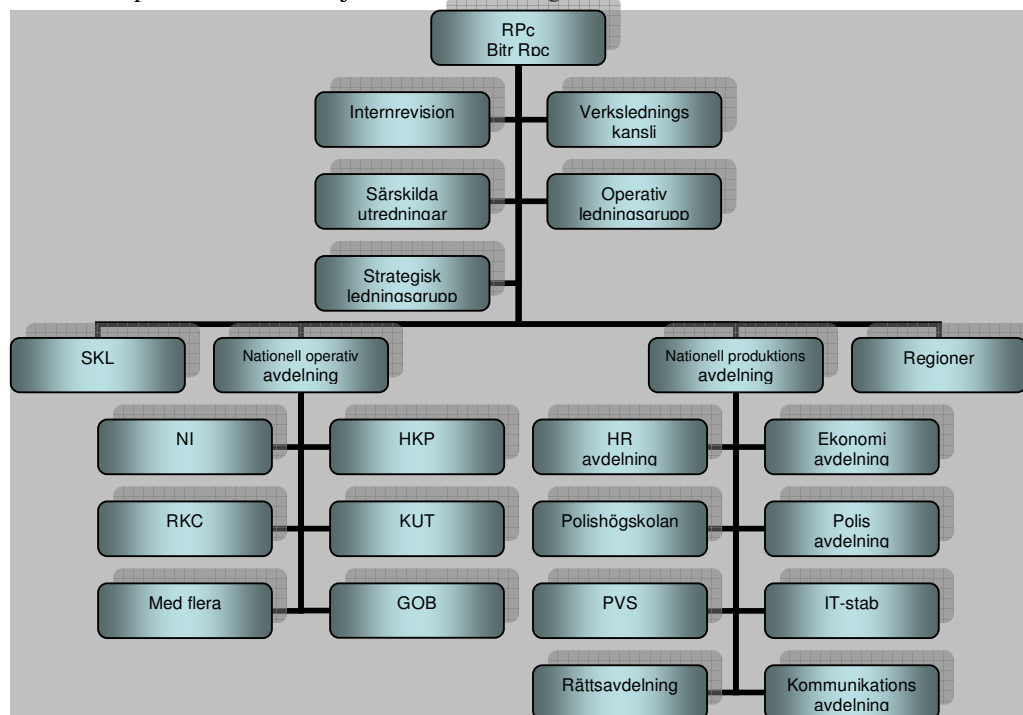 RPc
Bitr Rpc
Internrevision
Verkslednings
kansli
Särskilda
utredningar
Operativ
ledningsgrupp
Strategisk
ledningsgrupp
SKL
Nationell operativ
avdelning
Nationell produktions
avdelning
Regioner
NI
HKP
HR
avdelning
Ekonomi
avdelning
RKC
KUT
Polishögskolan
Polis
avdelning
Med flera
GOB
PVS
IT-stab
Rättsavdelning
Kommunikations
avdelning